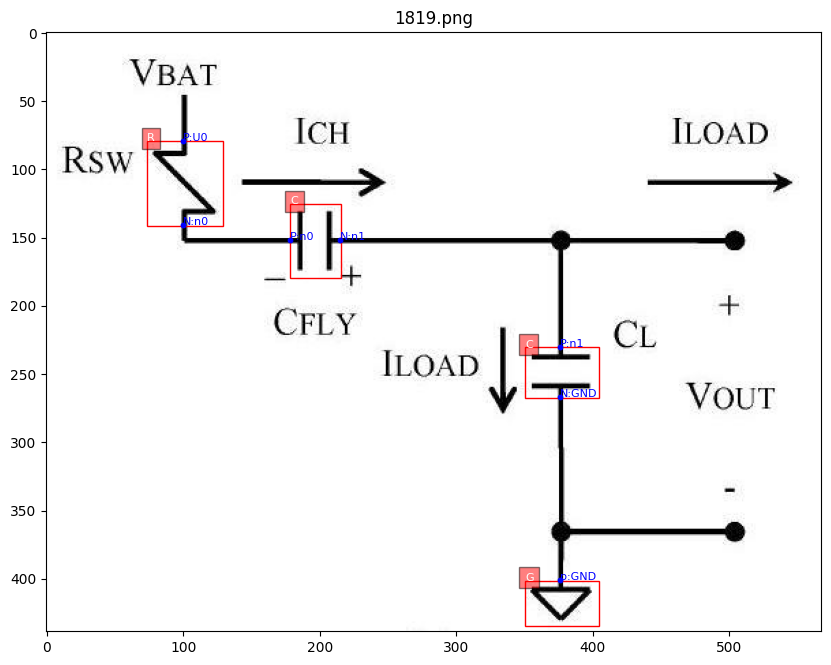 1819.png
VBAT
ICH
ILOAD
RSW
R
P:U0
N:n0
C
P:n0
N:n1
− +
CFLY
+
CL
C
P:n1
ILOAD
N:GND
VOUT
-
G
p:GND
0
50
100
150
200
250
300
350
400
0 100 200 300 400 500